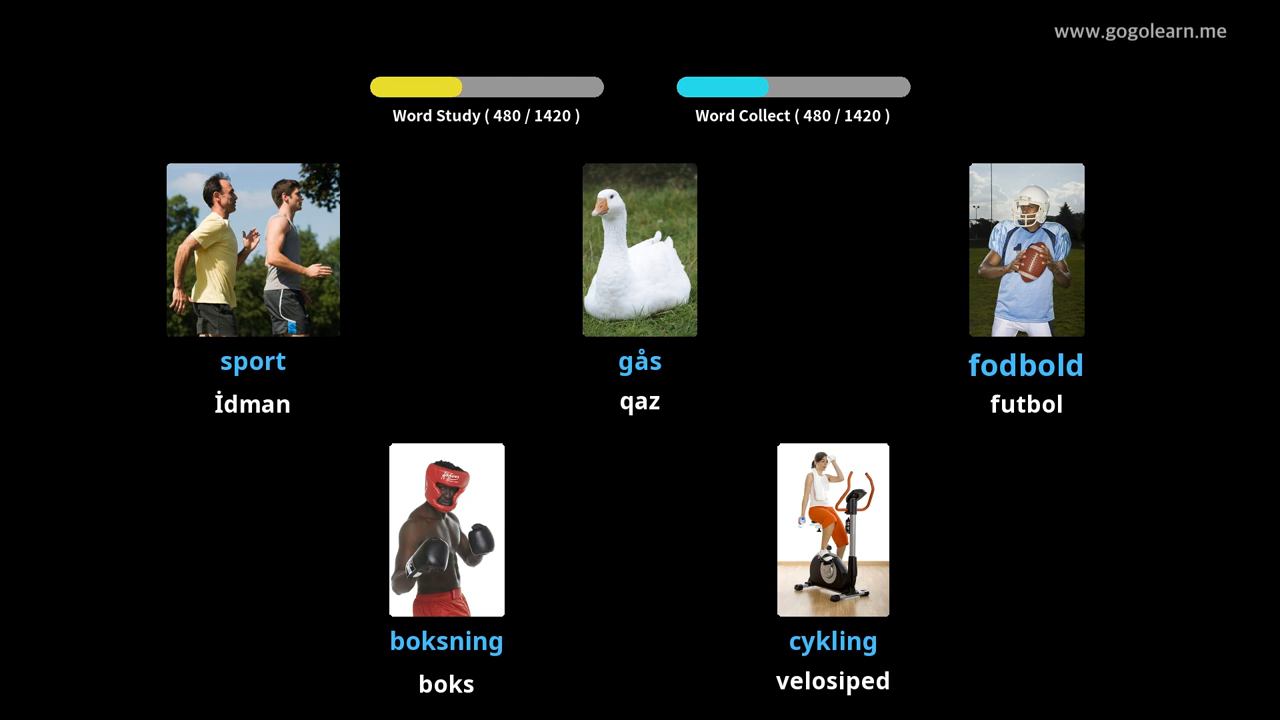 www.gogolearn.me
Word Study ( 480 / 1420 )
Word Collect ( 480 / 1420 )
sport
gås
fodbold
İdman
qaz
futbol
boksning
cykling
boks
velosiped